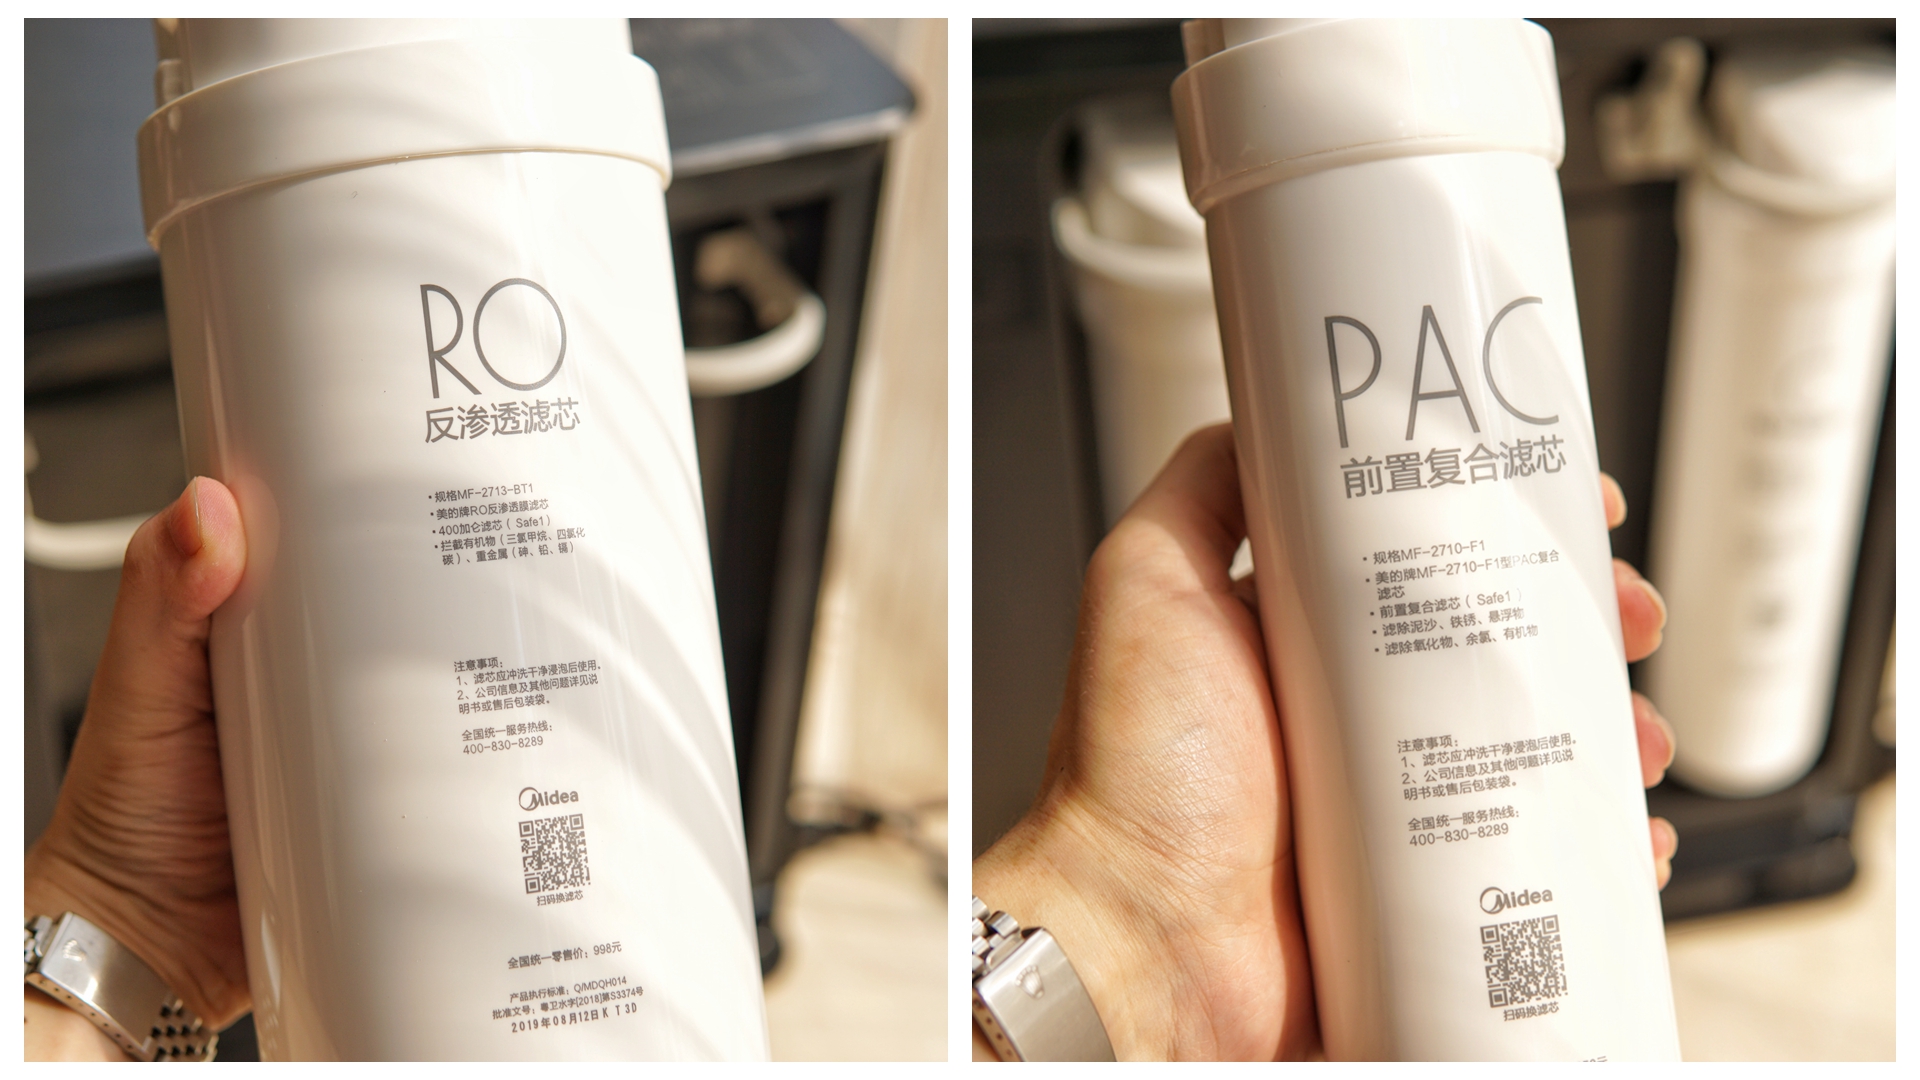 RO
反渗透滤芯
•规格MF-2713-BT1
•美的牌RO反渗透膜滤芯
•400加仑滤芯（Safe1）
•拦截有机物（三氯甲烷、四氯化
碳）、重金属（砷、铅、镉）
注意事项：
1、滤芯应冲洗干净浸泡后使用。
2、公司信息及其他问题详见说
明书或售后包装袋。
全国统一服务热线：
400-830-8289
Midea
扫码换滤芯
全国统一零售价：998元
产品执行标准：Q/MDQH014
批准文号：粤卫水字[2018]第S3374号
2019年08月12日K T 3D
PAC
前置复合滤芯
•规格MF-2710-F1
•美的牌MF-2710-F1型PAC复合
滤芯
•前置复合滤芯（Safe1）
•滤除泥沙、铁锈、悬浮物
•滤除氧化物、余氯、有机物
注意事项：
1、滤芯应冲洗干净浸泡后使用。
2、公司信息及其他问题详见说
明书或售后包装袋。
全国统一服务热线：
400-830-8289
Midea
扫码换滤芯